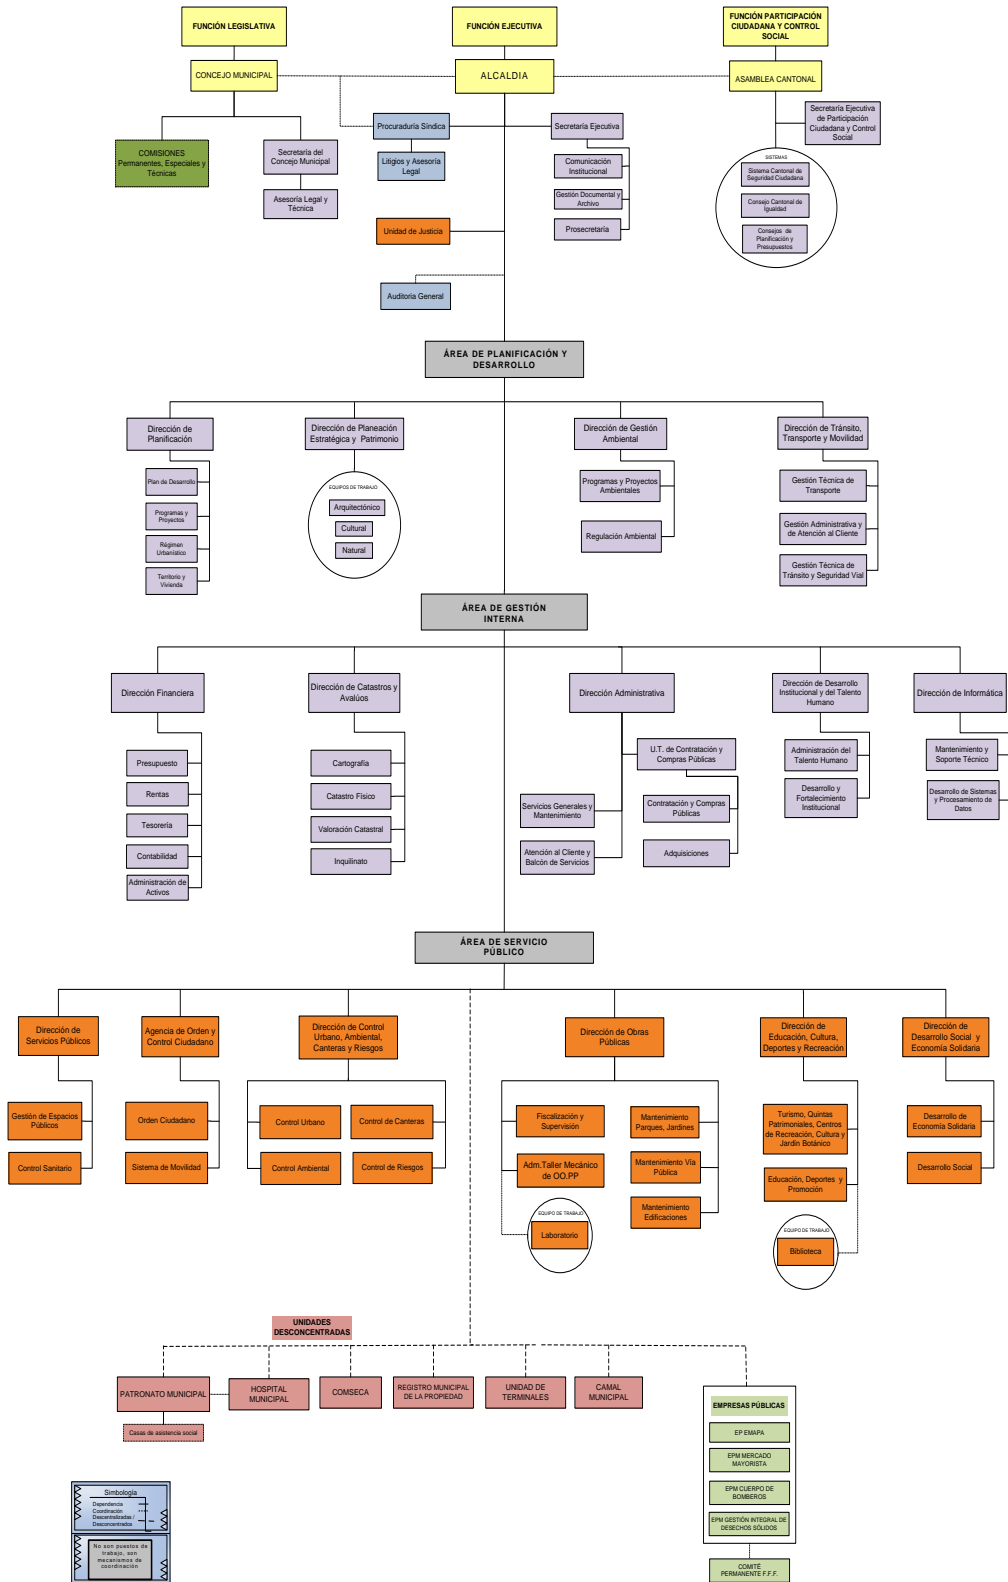 FUNCIÓN LEGISLATIVA
FUNCIÓN EJECUTIVA
FUNCIÓN PARTICIPACIÓN
CIUDADANA Y CONTROL
SOCIAL
CONCEJO MUNICIPAL
ALCALDIA
ASAMBLEA CANTONAL
Procuraduría Síndica
Secretaría Ejecutiva
Secretaría Ejecutiva
de Participación
Ciudadana y Control
Social
COMISIONES
Permanentes, Especiales y
Técnicas
Secretaría del
Concejo Municipal
Litigios y Asesoría
Legal
Comunicación
Institucional
SISTEMAS
Sistema Cantonal de
Seguridad Ciudadana
Asesoría Legal y
Técnica
Gestión Documental y
Archivo
Consejo Cantonal de
Igualdad
Unidad de Justicia
Prosecretaría
Consejos de
Planificación y
Presupuestos
Auditoria General
ÁREA DE PLANIFICACIÓN Y
DESARROLLO
Dirección de
Planificación
Dirección de Planeación
Estratégica y Patrimonio
Dirección de Gestión
Ambiental
Dirección de Tránsito,
Transporte y Movilidad
Plan de Desarrollo
Programas y
Proyectos
Régimen
Urbanístico
Territorio y
Vivienda
EQUIPOS DE TRABAJO
Arquitectónico
Cultural
Natural
Programas y Proyectos
Ambientales
Regulación Ambiental
Gestión Técnica de
Transporte
Gestión Administrativa y
de Atención al Cliente
Gestión Técnica de
Tránsito y Seguridad Vial
ÁREA DE GESTIÓN
INTERNA
Dirección Financiera
Dirección de Catastros y
Avalúos
Dirección Administrativa
Dirección de Desarrollo
Institucional y del Talento
Humano
Dirección de Informática
Presupuesto
Rentas
Tesorería
Contabilidad
Administración de
Activos
Cartografía
Catastro Físico
Valoración Catastral
Inquilinato
U.T. de Contratación y
Compras Públicas
Servicios Generales y
Mantenimiento
Contratación y Compras
Públicas
Atención al Cliente y
Balcón de Servicios
Adquisiciones
Administración del
Talento Humano
Desarrollo y
Fortalecimiento
Institucional
Mantenimiento y
Soporte Técnico
Desarrollo de Sistemas
y Procesamiento de
Datos
ÁREA DE SERVICIO
PÚBLICO
Dirección de
Servicios Públicos
Agencia de Orden y
Control Ciudadano
Dirección de Control
Urbano, Ambiental,
Canteras y Riesgos
Dirección de Obras
Públicas
Dirección de
Educación, Cultura,
Deportes y Recreación
Dirección de
Desarrollo Social y
Economía Solidaria
Gestión de Espacios
Públicos
Control Sanitario
Orden Ciudadano
Sistema de Movilidad
Control Urbano
Control de Canteras
Control Ambiental
Control de Riesgos
Fiscalización y
Supervisión
Adm.Taller Mecánico
de OO.PP
EQUIPO DE TRABAJO
Laboratorio
Mantenimiento
Parques, Jardines
Mantenimiento Vía
Pública
Mantenimiento
Edificaciones
Turismo, Quintas
Patrimoniales, Centros
de Recreación, Cultura y
Jardín Botánico
Educación, Deportes y
Promoción
EQUIPO DE TRABAJO
Biblioteca
Desarrollo de
Economía Solidaria
Desarrollo Social
UNIDADES
DESCONCENTRADAS
PATRONATO MUNICIPAL
HOSPITAL
MUNICIPAL
COMSECA
REGISTRO MUNICIPAL
DE LA PROPIEDAD
UNIDAD DE
TERMINALES
CAMAL
MUNICIPAL
Casas de asistencia social
EMPRESAS PÚBLICAS
EP EMAPA
EPM MERCADO
MAYORISTA
EPM CUERPO DE
BOMBEROS
EPM GESTIÓN INTEGRAL DE
DESECHOS SÓLIDOS
COMITÉ
PERMANENTE F.F.F.
Simbología
Dependencia
Coordinación
Descentralizadas /
Desconcentrados
No son puestos de
trabajo, son
mecanismos de
coordinación